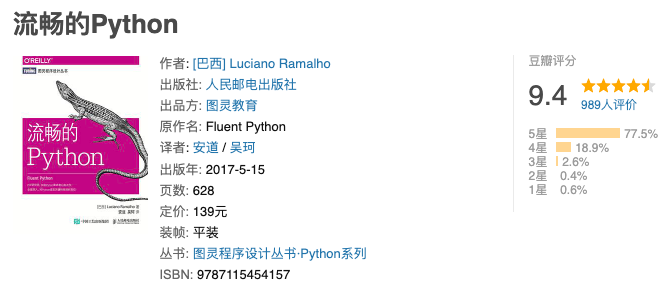 流畅的Python
O'REILLY®
图灵程序设计丛书
流畅的
Python
Fluent Python
[巴西] Luciano Ramalho 著
安道 吴珂 译
作者: [巴西] Luciano Ramalho
出版社: 人民邮电出版社
出品方: 图灵教育
原作名: Fluent Python
译者: 安道 / 吴珂
出版年: 2017-5-15
页数: 628
定价: 139元
装帧: 平装
丛书: 图灵程序设计丛书·Python系列
ISBN: 9787115454157
豆瓣评分
9.4
989人评价
5星 77.5%
4星 18.9%
3星 2.6%
2星 0.4%
1星 0.6%